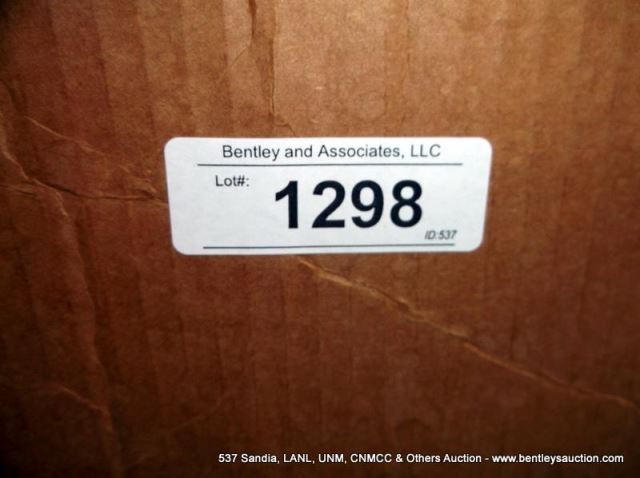 Bentley and Associates, LLC
Lot#:
1298
ID:537
537 Sandia, LANL, UNM, CNMCC & Others Auction - www.bentleysauction.com